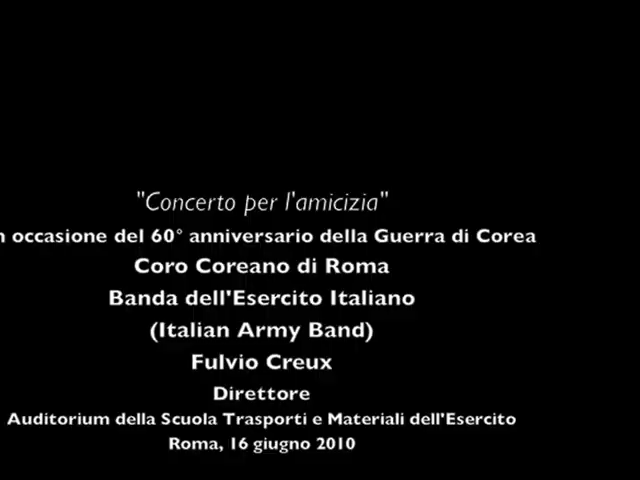 "Concerto per l'amicizia"
n occasione del 60° anniversario della Guerra di Corea
Coro Coreano di Roma
Banda dell'Esercito Italiano
(Italian Army Band)
Fulvio Creux
Direttore
Auditorium della Scuola Trasporti e Materiali dell'Esercito
Roma, 16 giugno 2010